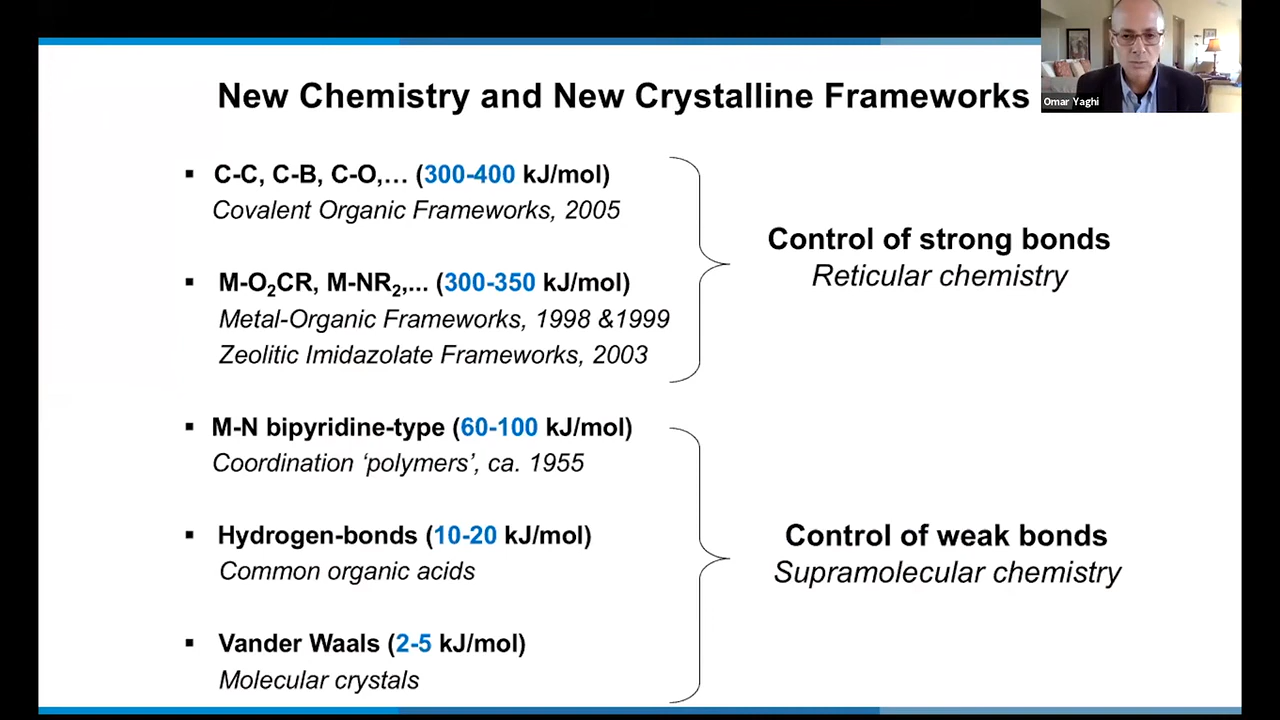 New Chemistry and New Crystalline Frameworks
Omar Yaghi
▪ C-C, C-B, C-O,… (300-400 kJ/mol)
Covalent Organic Frameworks, 2005
▪ M-O₂CR, M-NR₂,... (300-350 kJ/mol)
Metal-Organic Frameworks, 1998 &1999
Zeolitic Imidazolate Frameworks, 2003
Control of strong bonds
Reticular chemistry
▪ M-N bipyridine-type (60-100 kJ/mol)
Coordination ‘polymers’, ca. 1955
▪ Hydrogen-bonds (10-20 kJ/mol)
Common organic acids
▪ Vander Waals (2-5 kJ/mol)
Molecular crystals
Control of weak bonds
Supramolecular chemistry